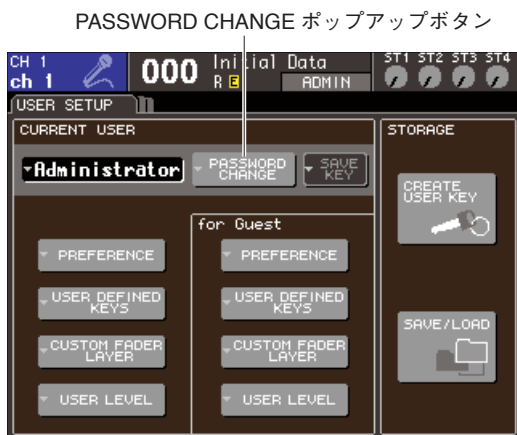 PASSWORD CHANGE ポップアップボタン
CH 1
ch 1
000
Initial Data
R E
ADMIN
ST1 ST2 ST3 ST4
USER SETUP
CURRENT USER
Administrator
PASSWORD
CHANGE
SAVE
KEY
for Guest
PREFERENCE
PREFERENCE
USER DEFINED
KEYS
USER DEFINED
KEYS
CUSTOM FADER
LAYER
CUSTOM FADER
LAYER
USER LEVEL
USER LEVEL
STORAGE
CREATE
USER KEY
SAVE/LOAD